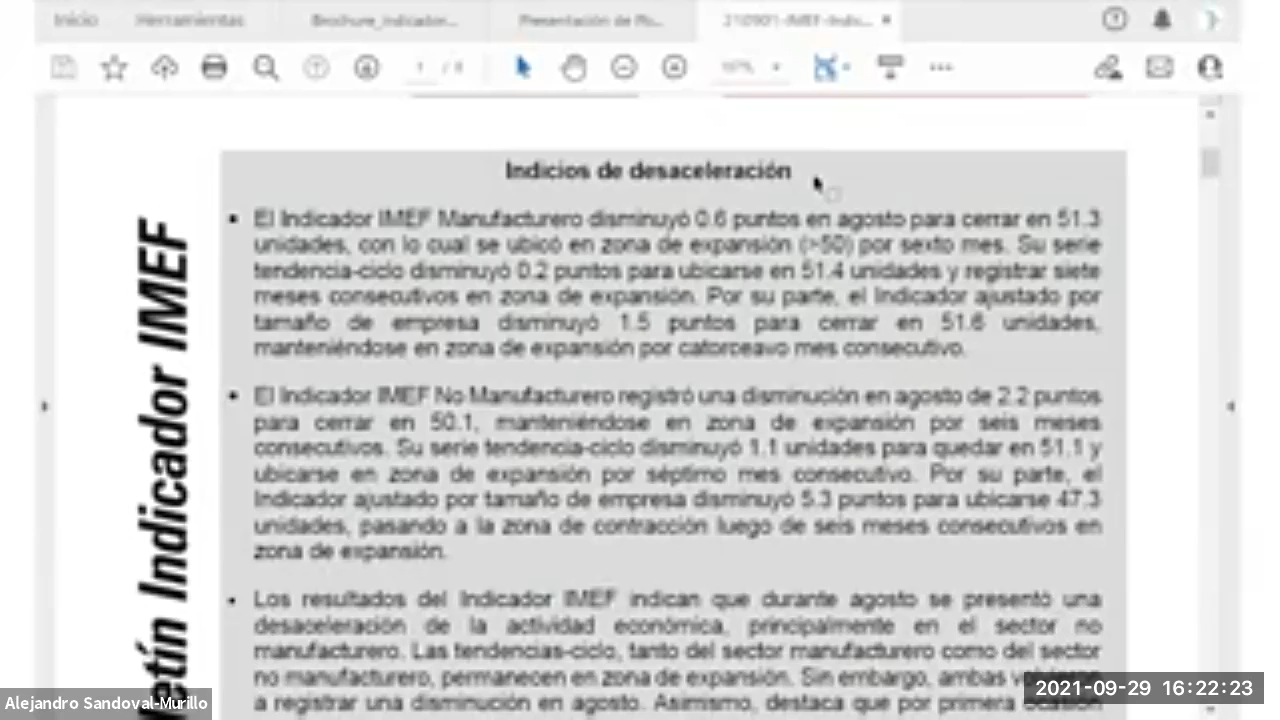 Inicio Herramientas Brochure_indicador... Presentación de Pu... 210901-IMEF-Indic... ×
1 / 8
Indicios de desaceleración
• El Indicador IMEF Manufacturero disminuyó 0.6 puntos en agosto para cerrar en 51.3
unidades, con lo cual se ubicó en zona de expansión (>50) por sexto mes. Su serie
tendencia-ciclo disminuyó 0.2 puntos para ubicarse en 51.4 unidades y registrar siete
meses consecutivos en zona de expansión. Por su parte, el Indicador ajustado por
tamaño de empresa disminuyó 1.5 puntos para cerrar en 51.6 unidades,
manteniéndose en zona de expansión por catorceavo mes consecutivo.
• El Indicador IMEF No Manufacturero registró una disminución en agosto de 2.2 puntos
para cerrar en 50.1, manteniéndose en zona de expansión por seis meses
consecutivos. Su serie tendencia-ciclo disminuyó 1.1 unidades para quedar en 51.1 y
ubicarse en zona de expansión por séptimo mes consecutivo. Por su parte, el
Indicador ajustado por tamaño de empresa disminuyó 5.3 puntos para ubicarse 47.3
unidades, pasando a la zona de contracción luego de seis meses consecutivos en
zona de expansión.
• Los resultados del Indicador IMEF indican que durante agosto se presentó una
desaceleración de la actividad económica, principalmente en el sector no
manufacturero. Las tendencias-ciclo, tanto del sector manufacturero como del sector
no manufacturero, permanecen en zona de expansión. Sin embargo, ambas
a registrar una disminución en agosto. Asimismo, destaca que por primera ocasión
etín Indicador IMEF
Alejandro Sandoval-Murillo
2021-09-29 16:22:23